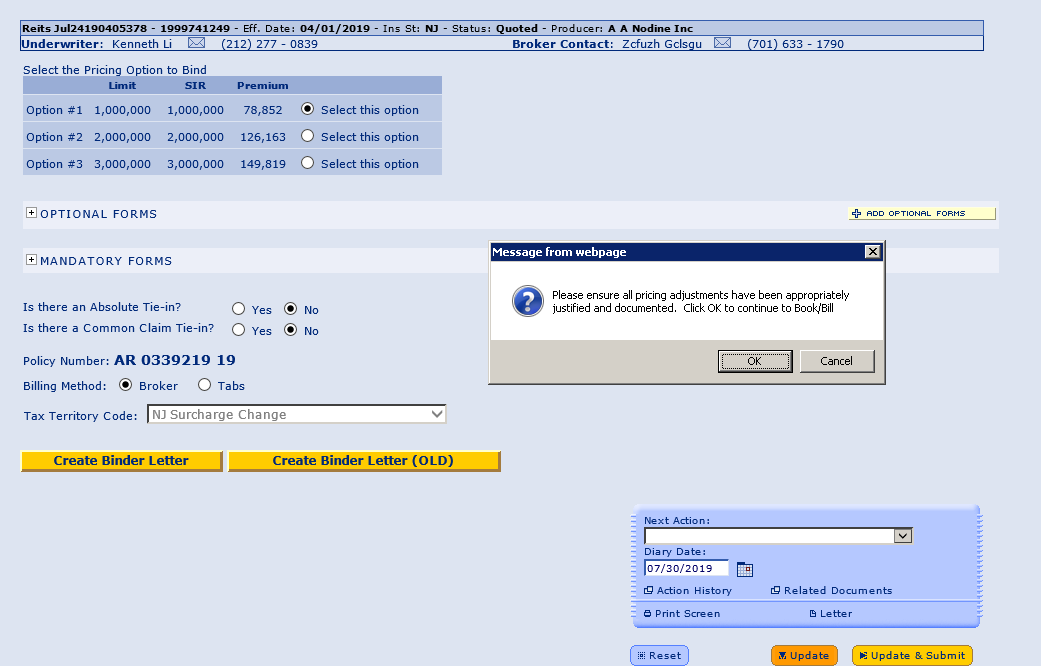 Reits Jul24190405378 - 1999741249 - Eff. Date: 04/01/2019 - Ins St: NJ - Status: Quoted - Producer: A A Nodine Inc
Underwriter: Kenneth Li (212) 277 - 0839 Broker Contact: Zcfuzh Gclsgu (701) 633 - 1790
Select the Pricing Option to Bind
Limit SIR Premium
Option #1 1,000,000 1,000,000 78,852 Select this option
Option #2 2,000,000 2,000,000 126,163 Select this option
Option #3 3,000,000 3,000,000 149,819 Select this option
OPTIONAL FORMS ADD OPTIONAL FORMS
MANDATORY FORMS
Message from webpage
Please ensure all pricing adjustments have been appropriately
justified and documented. Click OK to continue to Book/Bill
OK Cancel
Is there an Absolute Tie-in? Yes No
Is there a Common Claim Tie-in? Yes No
Policy Number: AR 0339219 19
Billing Method: Broker Tabs
Tax Territory Code: NJ Surcharge Change
Create Binder Letter Create Binder Letter (OLD)
Next Action:
Diary Date:
07/30/2019
Action History Related Documents
Print Screen Letter
Reset Update Update & Submit